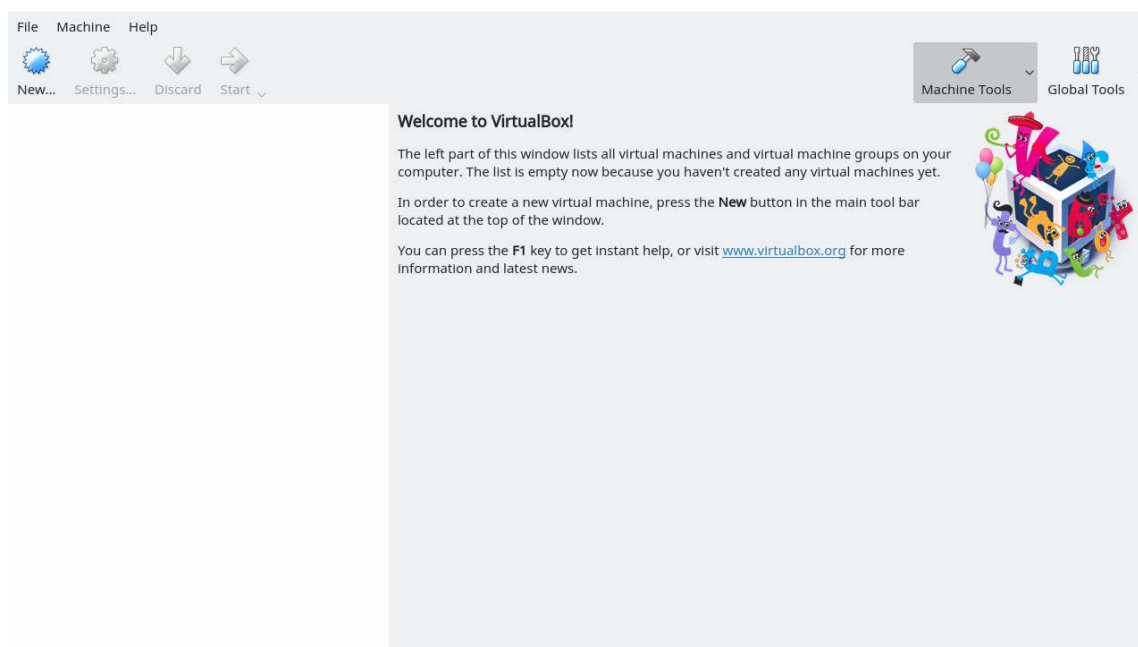 File Machine Help
New... Settings... Discard Start Machine Tools Global Tools
Welcome to VirtualBox!
The left part of this window lists all virtual machines and virtual machine groups on your
computer. The list is empty now because you haven't created any virtual machines yet.
In order to create a new virtual machine, press the New button in the main tool bar
located at the top of the window.
You can press the F1 key to get instant help, or visit www.virtualbox.org for more
information and latest news.